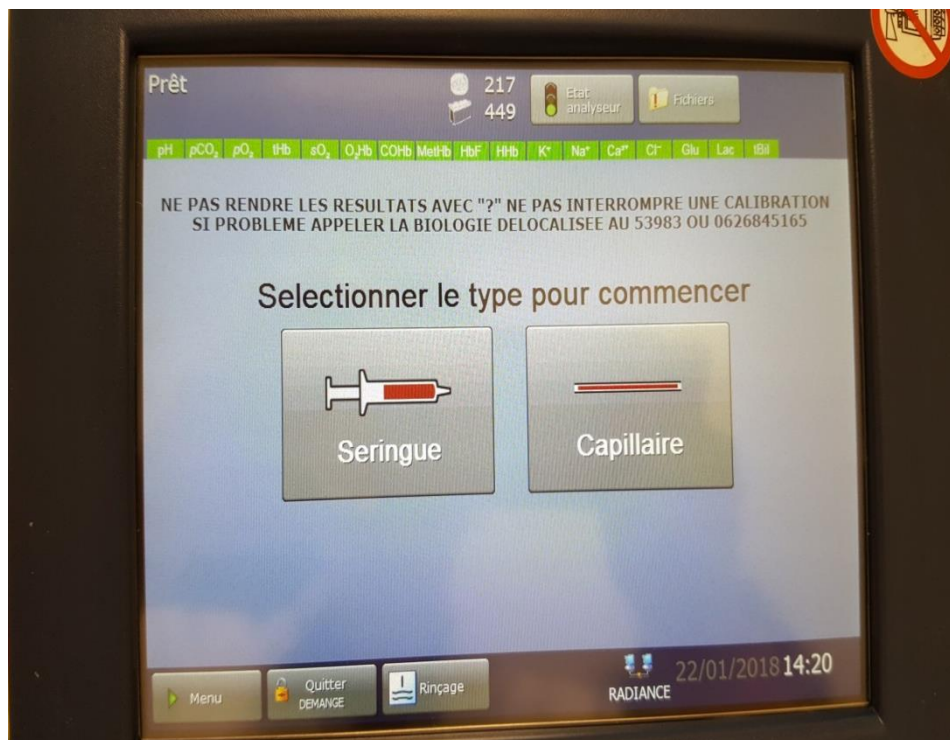 Prêt
217
449
Etat analyseur
Fichiers
pH pCO₂ pO₂ tHb sO₂ O₂Hb COHb MetHb HbF HHb K⁺ Na⁺ Ca²⁺ Cl⁻ Glu Lac tBil
NE PAS RENDRE LES RESULTATS AVEC "?" NE PAS INTERROMPRE UNE CALIBRATION
SI PROBLEME APPELER LA BIOLOGIE DELOCALISEE AU 53983 OU 0626845165
Selectionner le type pour commencer
Seringue
Capillaire
Menu
Quitter
DEMANGE
Rinçage
RADIANCE
22/01/2018 14:20